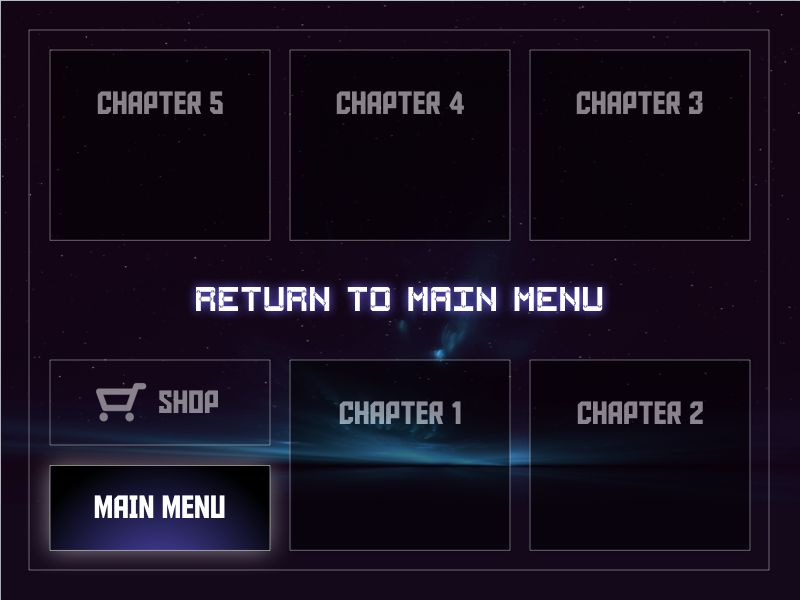 CHAPTER 5
CHAPTER 4
CHAPTER 3
RETURN TO MAIN MENU
SHOP
CHAPTER 1
CHAPTER 2
MAIN MENU